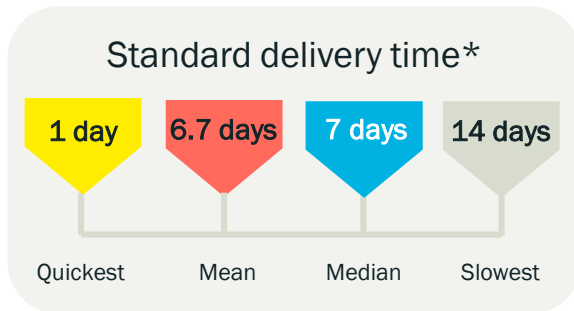 Standard delivery time*
1 day 6.7 days 7 days 14 days
Quickest Mean Median Slowest